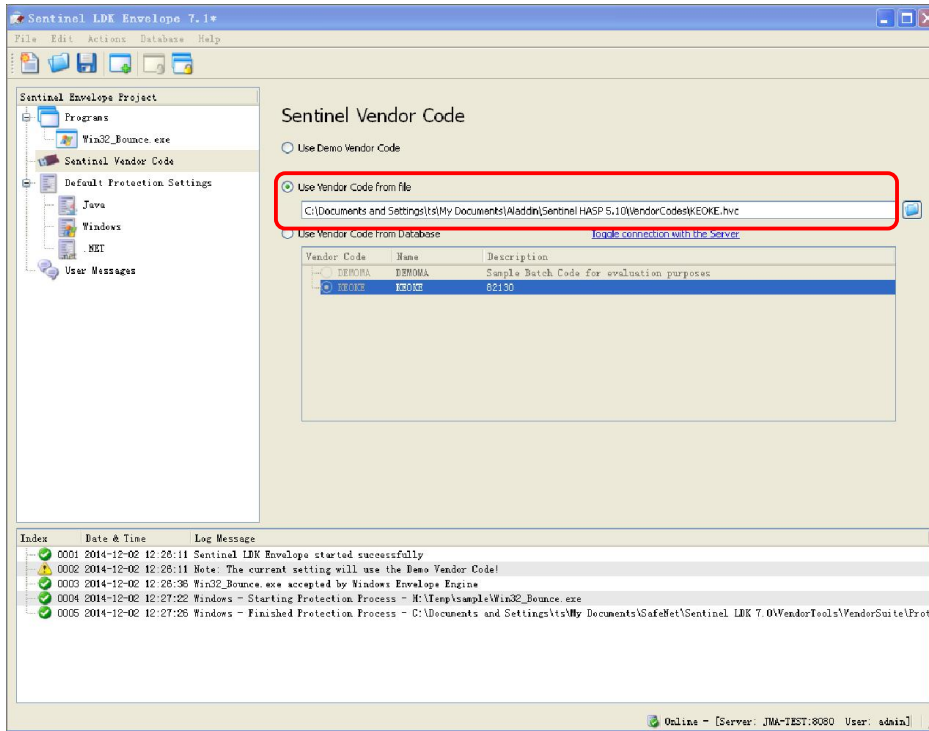 Sentinel LDK Envelope 7.1*
File Edit Actions Database Help
Sentinel Envelope Project
Programs
Win32_Bounce.exe
Sentinel Vendor Code
Default Protection Settings
Java
Windows
.NET
User Messages
Sentinel Vendor Code
Use Demo Vendor Code
Use Vendor Code from file
C:\Documents and Settings\ts\My Documents\Aladdin\Sentinel HASP 5.10\VendorCodes\KEOKE.hvc
Use Vendor Code from Database Toggle connection with the Server
Vendor Code Name Description
DEMOMA DEMOMA Sample Batch Code for evaluation purposes
KEOKE KEOKE 82130
Index Date & Time Log Message
0001 2014-12-02 12:26:11 Sentinel LDK Envelope started successfully
0002 2014-12-02 12:26:11 Note: The current setting will use the Demo Vendor Code!
0003 2014-12-02 12:26:36 Win32_Bounce.exe accepted by Windows Envelope Engine
0004 2014-12-02 12:27:22 Windows - Starting Protection Process - H:\Temp\sample\Win32_Bounce.exe
0005 2014-12-02 12:27:26 Windows - Finished Protection Process - C:\Documents and Settings\ts\My Documents\SafeNet\Sentinel LDK 7.0\VendorTools\VendorSuite\Prot
Online - [Server: JMA-TEST:8080 User: admin]